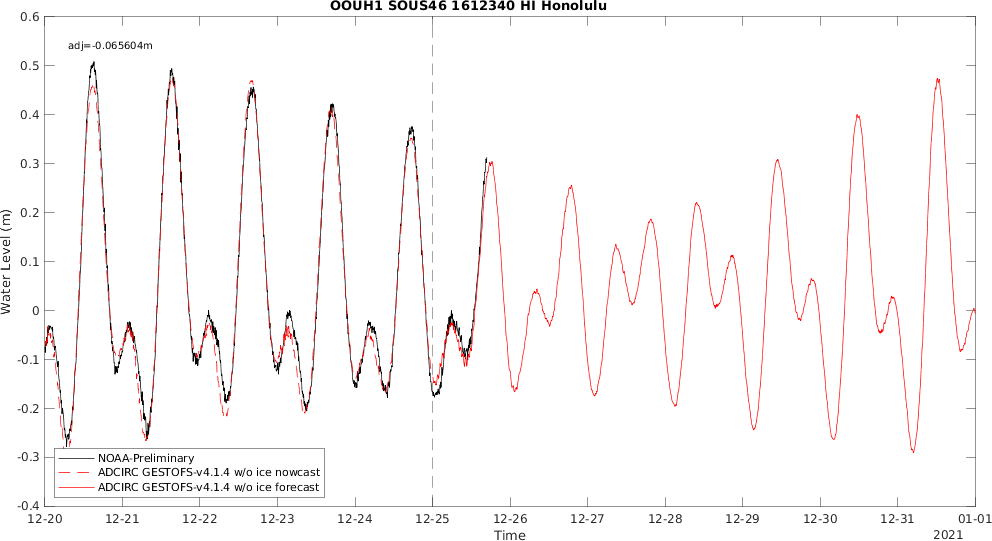 OOUH1 SOUS46 1612340 HI Honolulu
adj=-0.065604m
0.6
0.5
0.4
0.3
0.2
0.1
0
-0.1
-0.2
-0.3
-0.4
Water Level (m)
NOAA-Preliminary
ADCIRC GESTOFS-v4.1.4 w/o ice nowcast
ADCIRC GESTOFS-v4.1.4 w/o ice forecast
12-20 12-21 12-22 12-23 12-24 12-25 12-26 12-27 12-28 12-29 12-30 12-31 01-01
Time
2021